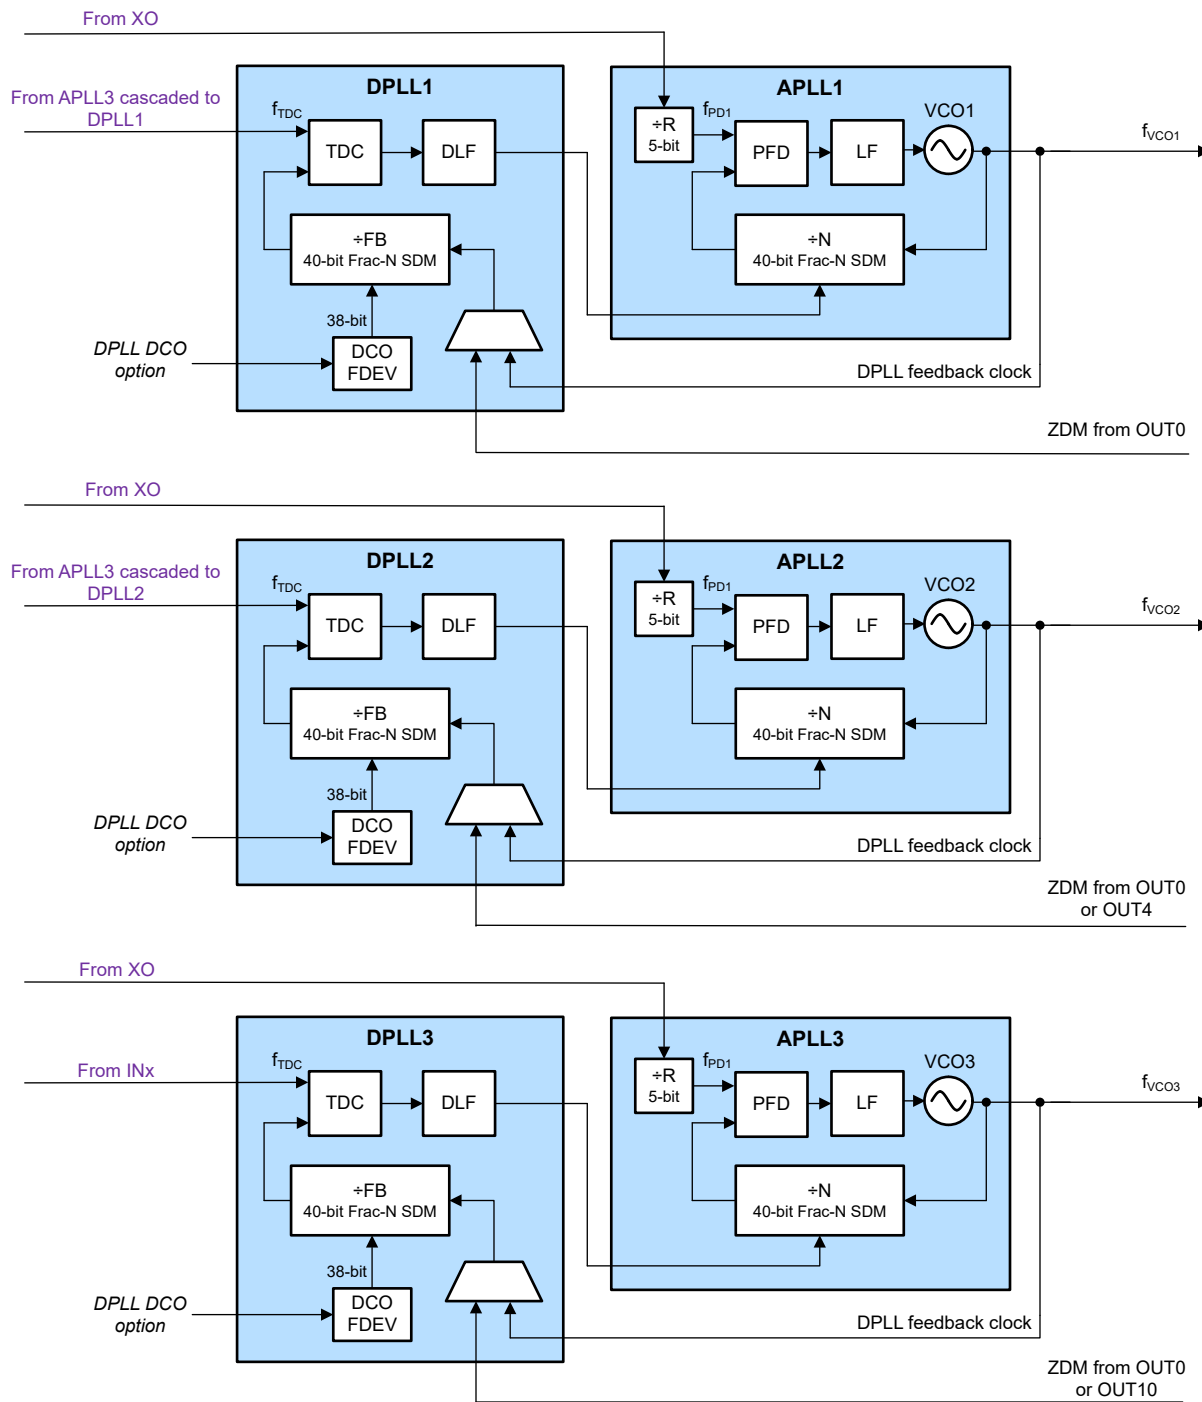 From XO
DPLL1
APLL1
From APLL3 cascaded to
DPLL1
fTDC
TDC
DLF
÷R
5-bit
fPD1
PFD
LF
VCO1
fVCO1
÷FB
40-bit Frac-N SDM
÷N
40-bit Frac-N SDM
38-bit
DPLL DCO
option
DCO
FDEV
DPLL feedback clock
ZDM from OUT0
From XO
DPLL2
APLL2
From APLL3 cascaded to
DPLL2
fTDC
TDC
DLF
÷R
5-bit
fPD1
PFD
LF
VCO2
fVCO2
÷FB
40-bit Frac-N SDM
÷N
40-bit Frac-N SDM
38-bit
DPLL DCO
option
DCO
FDEV
DPLL feedback clock
ZDM from OUT0
or OUT4
From XO
DPLL3
APLL3
From INx
fTDC
TDC
DLF
÷R
5-bit
fPD1
PFD
LF
VCO3
fVCO3
÷FB
40-bit Frac-N SDM
÷N
40-bit Frac-N SDM
38-bit
DPLL DCO
option
DCO
FDEV
DPLL feedback clock
ZDM from OUT0
or OUT10